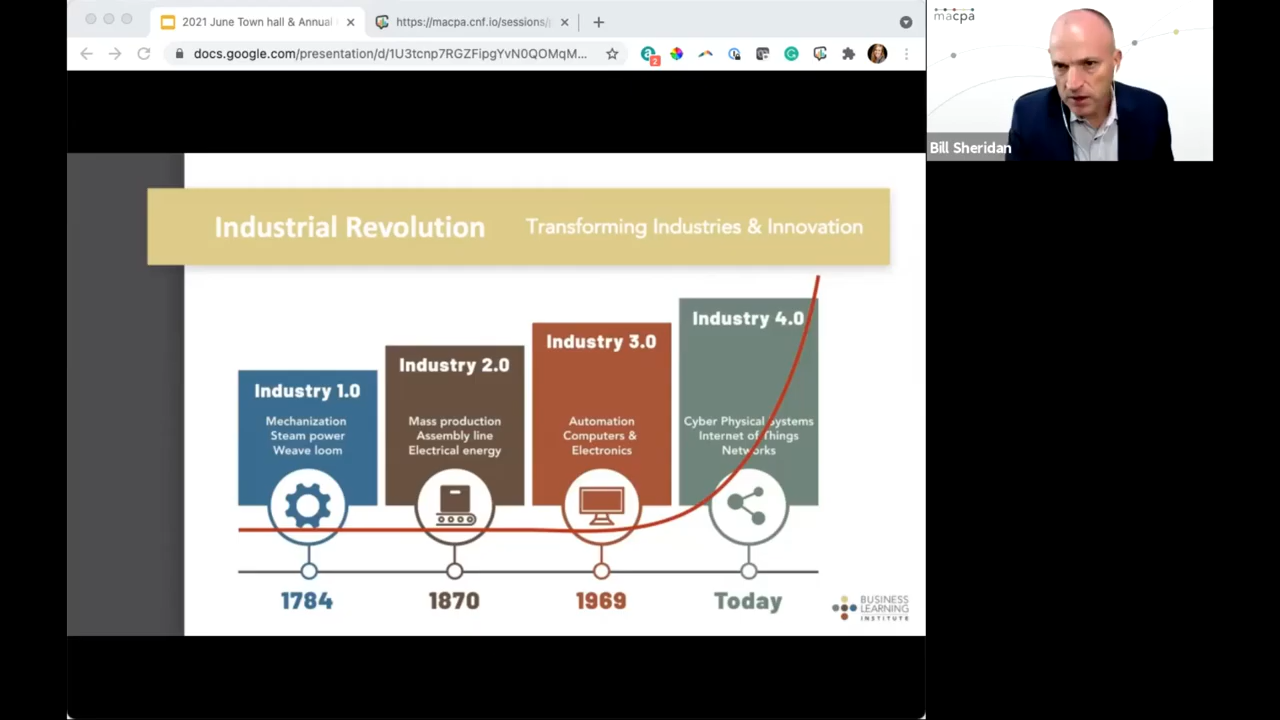 2021 June Town hall & Annual
https://macpa.cnf.io/sessions/
docs.google.com/presentation/d/1U3tcnp7RGZFipgYvN0QOMqM...
2
macpa
Bill Sheridan
Industrial Revolution
Transforming Industries & Innovation
Industry 1.0
Mechanization
Steam power
Weave loom
Industry 2.0
Mass production
Assembly line
Electrical energy
Industry 3.0
Automation
Computers &
Electronics
Industry 4.0
Cyber Physical Systems
Internet of Things
Networks
1784
1870
1969
Today
BUSINESS
LEARNING
INSTITUTE